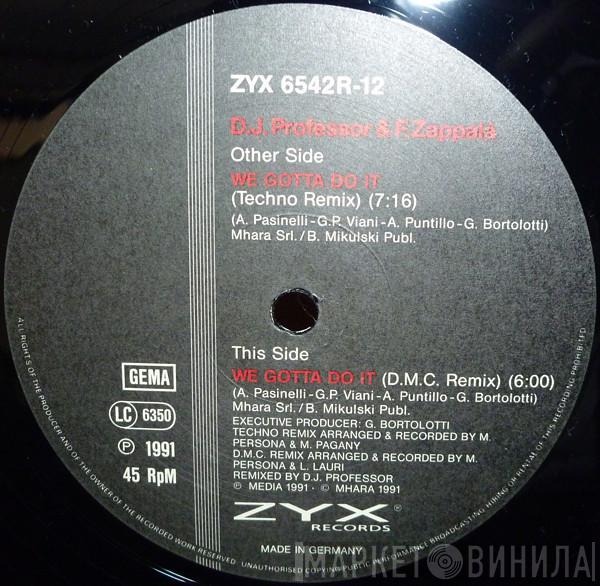 ZYX 6542R-12
D.J. Professor & F. Zappalà
Other Side
WE GOTTA DO IT
(Techno Remix) (7:16)
(A. Pasinelli-G.P. Viani-A. Puntillo-G. Bortolotti)
Mhara Srl./B. Mikulski Publ.
This Side
WE GOTTA DO IT (D.M.C. Remix) (6:00)
(A. Pasinelli-G.P. Viani-A. Puntillo-G. Bortolotti)
Mhara Srl./B. Mikulski Publ.
EXECUTIVE PRODUCER: G. BORTOLOTTI
TECHNO REMIX ARRANGED & RECORDED BY M.
PERSONA & M. PAGANY
D.M.C. REMIX ARRANGED & RECORDED BY M.
PERSONA & L. LAURI
REMIXED BY D.J. PROFESSOR
℗ MEDIA 1991 · © MHARA 1991
GEMA
LC 6350
℗ 1991
45 RpM
ZYX®
RECORDS
MADE IN GERMANY
ALL RIGHTS OF THE PRODUCER AND OF THE OWNER OF THE RECORDED WORK RESERVED. UNAUTHORISED COPYING PUBLIC PERFORMANCE BROADCASTING HIRING OR RENTAL OF THIS RECORDING PROHIBITED
МАРКЕТ ВИНИЛА